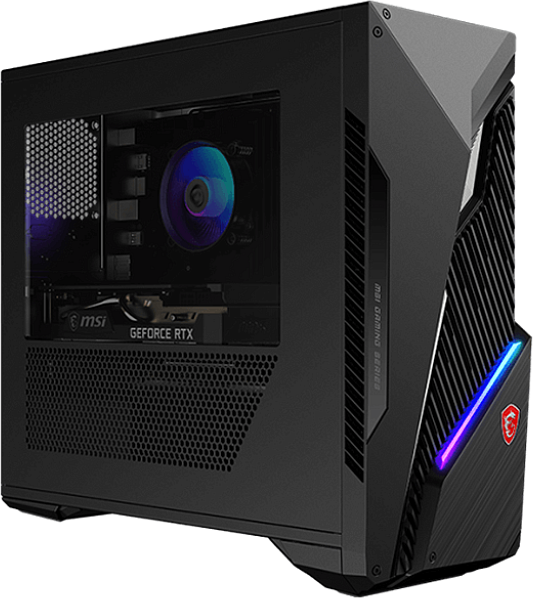 msi
GEFORCE RTX
MSI GAMING SERIES